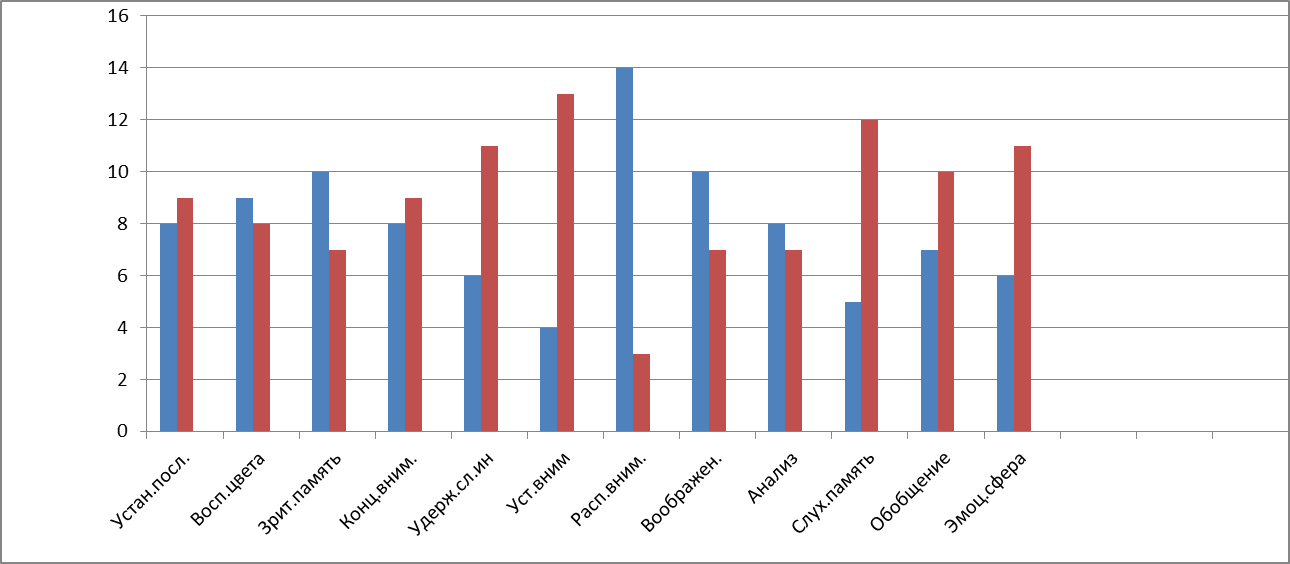 16
14
12
10
8
6
4
2
0
Устан.посл.
Восп.цвета
Зрит.память
Конц.вним.
Удерж.сл.ин
Уст.вним
Расп.вним.
Воображен.
Анализ
Слух.память
Обобщение
Эмоц.сфера